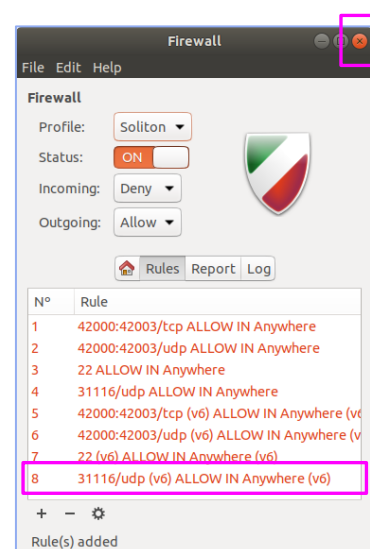 Firewall
File Edit Help
Firewall
Profile: Soliton
Status: ON
Incoming: Deny
Outgoing: Allow
Rules Report Log
Nº Rule
1 42000:42003/tcp ALLOW IN Anywhere
2 42000:42003/udp ALLOW IN Anywhere
3 22 ALLOW IN Anywhere
4 31116/udp ALLOW IN Anywhere
5 42000:42003/tcp (v6) ALLOW IN Anywhere (v6
6 42000:42003/udp (v6) ALLOW IN Anywhere (v
7 22 (v6) ALLOW IN Anywhere (v6)
8 31116/udp (v6) ALLOW IN Anywhere (v6)
Rule(s) added